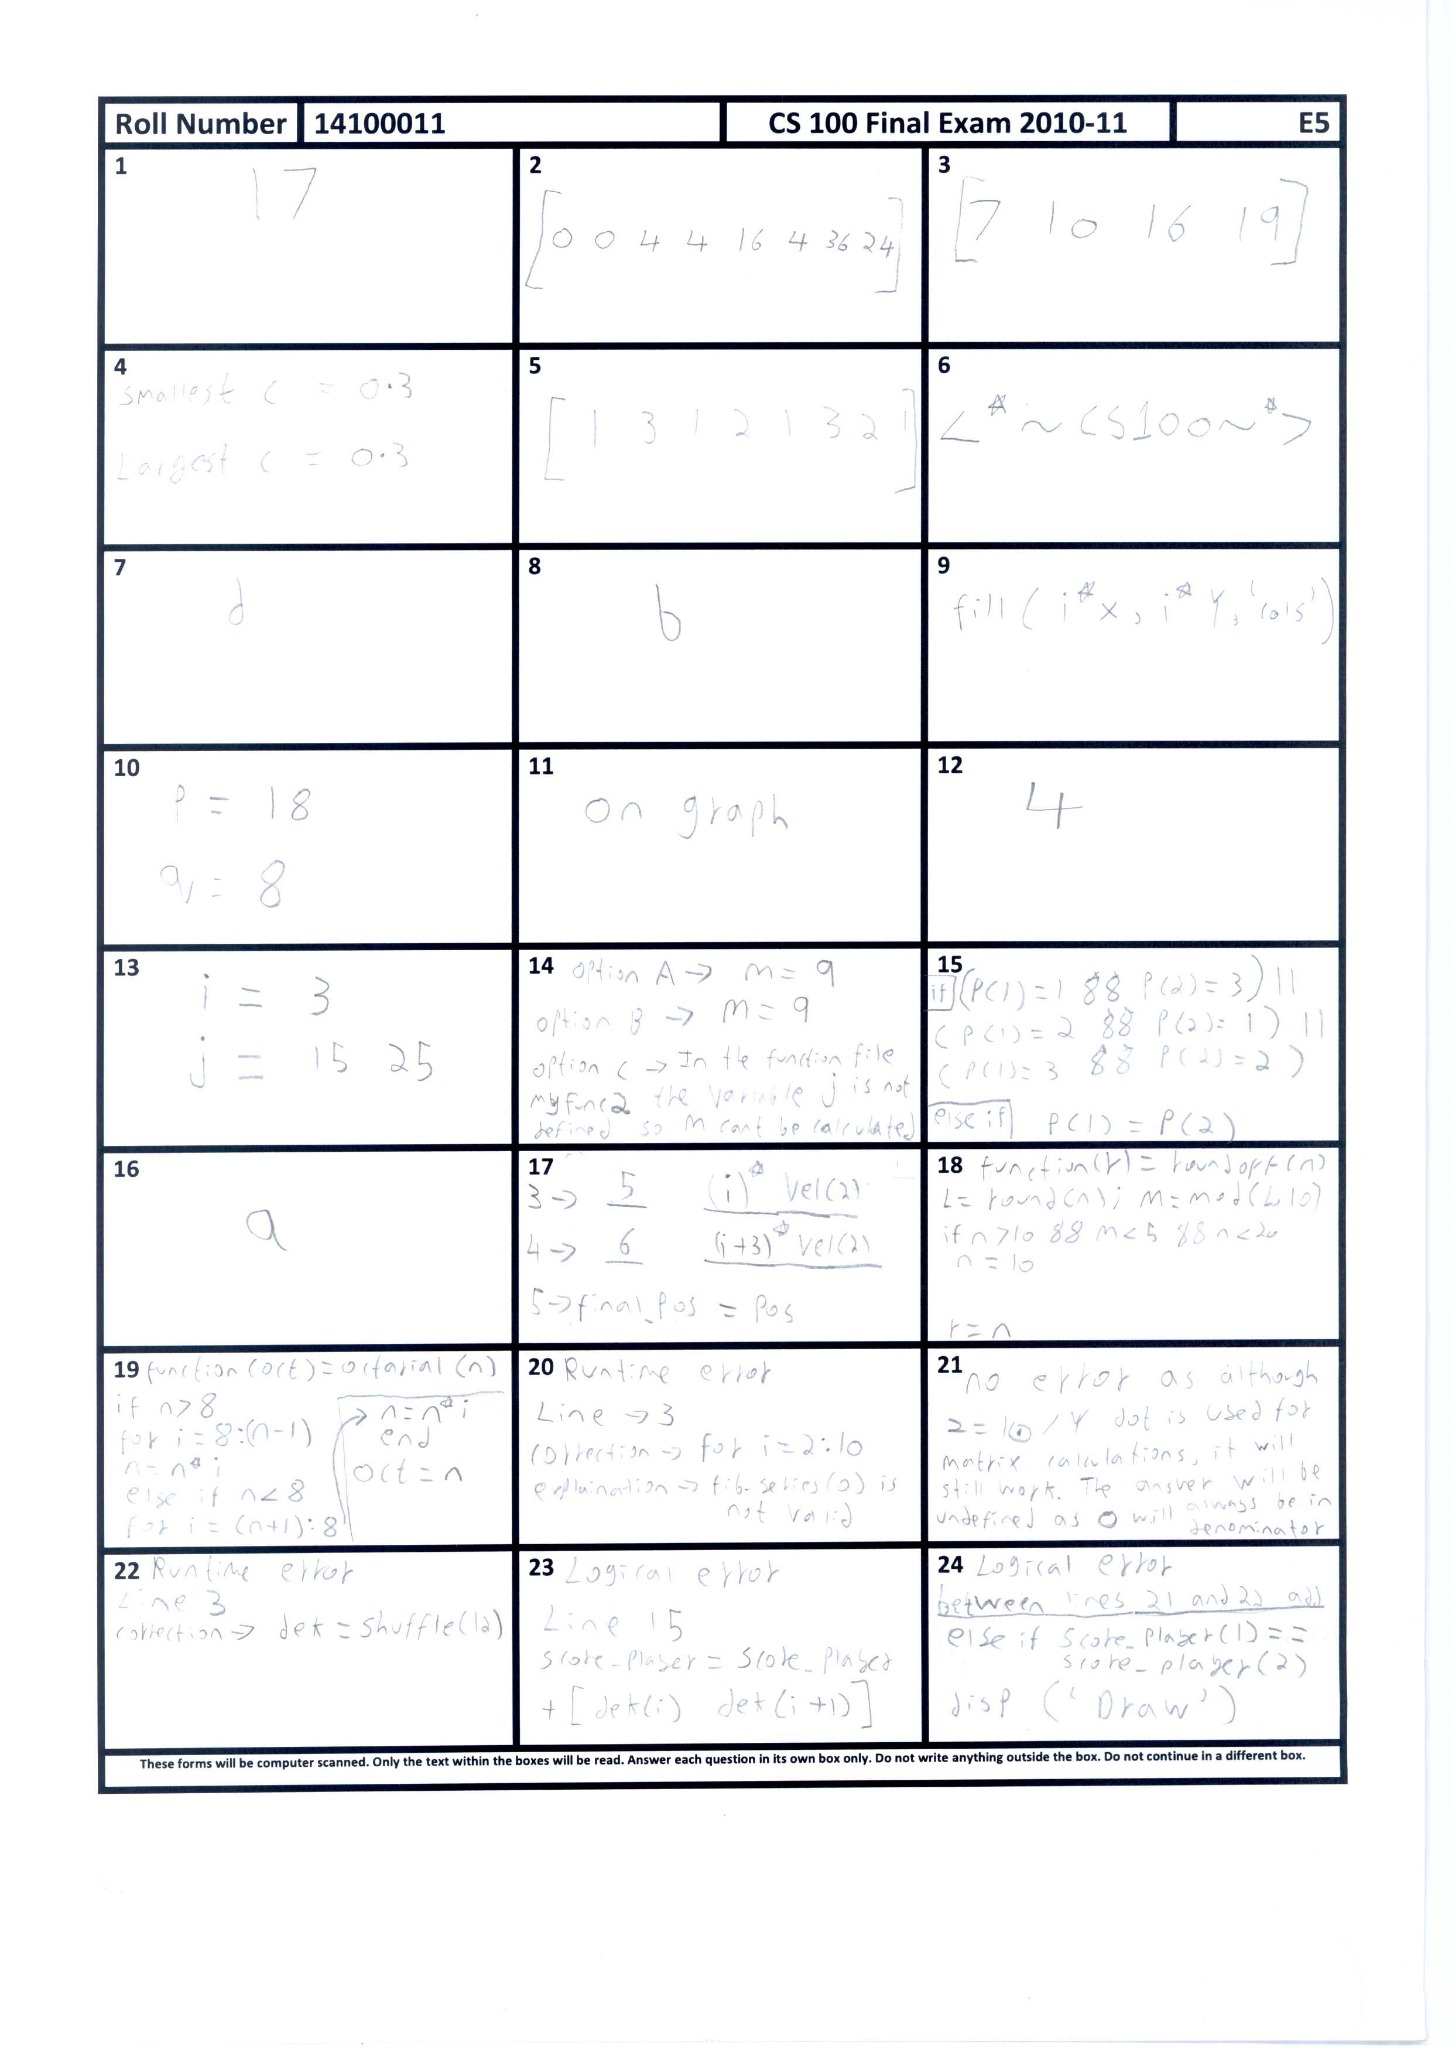 Roll Number 14100011 CS 100 Final Exam 2010-11 E5
1
17
2
[0 0 4 4 16 4 36 24]
3
[7 10 16 19]
4
smallest c = 0.3
Largest c = 0.3
5
[1 3 1 2 1 3 2 1]
6
<*~CS100~*>
7
d
8
b
9
fill(i*x, i*Y, 'cols')
10
P = 18
q = 8
11
on graph
12
4
13
i = 3
j = 15 25
14 option A → m = 9
option B → m = 9
option C → In the function file
myfunc2 the variable j is not
defined so m cant be calculated
15
if (P(1)=1 && P(2)=3) ||
(P(1)=2 && P(2)=1) ||
(P(1)=3 && P(2)=2)
else if P(1) = P(2)
16
a
17
3→ 5 (i)* vel(2)
4→ 6 (i+3)* vel(2)
5→final_pos = pos
18 function(r) = roundoff(n)
L= round(n); m=mod(L,10)
if n>10 && m<5 && n<20
n = 10
r=n
19 function (oct) = octarial (n)
if n>8
for i = 8:(n-1)
n= n*i
else if n<8
for i = (n+1):8
→ n=n*i
end
oct = n
20 Runtime error
Line → 3
correction → for i=2:10
explaination → fib_series(0) is
not valid
21
no error as although
z = 10 / Y dot is used for
matrix calculations, it will
still work. The answer will be
undefined as 0 will always be in
denominator
22 Runtime error
Line 3
correction → dek = shuffle(12)
23 Logical error
Line 15
score_player = score_player
+ [dek(i) dek(i+1)]
24 Logical error
between lines 21 and 22 add
else if score_player(1)==
score_player(2)
disp ('Draw')
These forms will be computer scanned. Only the text within the boxes will be read. Answer each question in its own box only. Do not write anything outside the box. Do not continue in a different box.